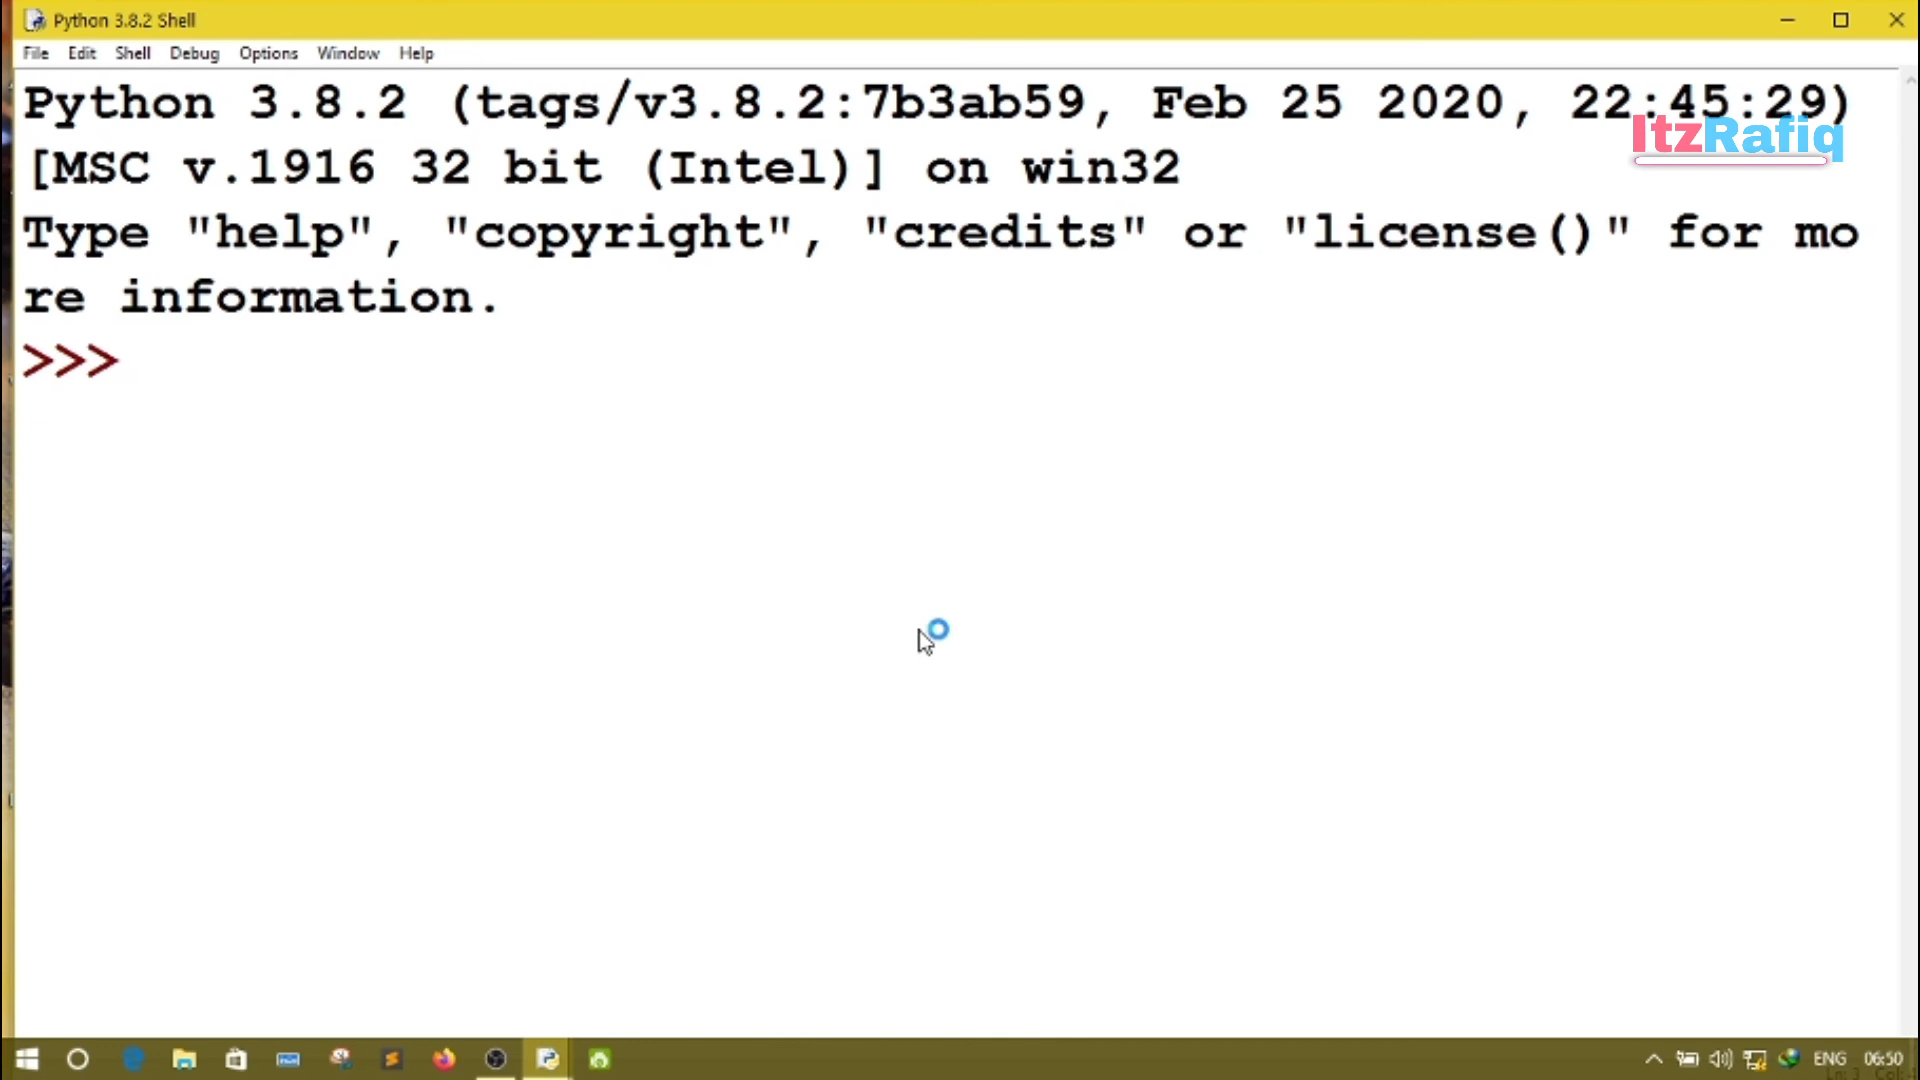 Python 3.8.2 Shell
File Edit Shell Debug Options Window Help
Python 3.8.2 (tags/v3.8.2:7b3ab59, Feb 25 2020, 22:45:29)
ItzRafiq
[MSC v.1916 32 bit (Intel)] on win32
Type "help", "copyright", "credits" or "license()" for mo
re information.
>>>
ENG 06:50